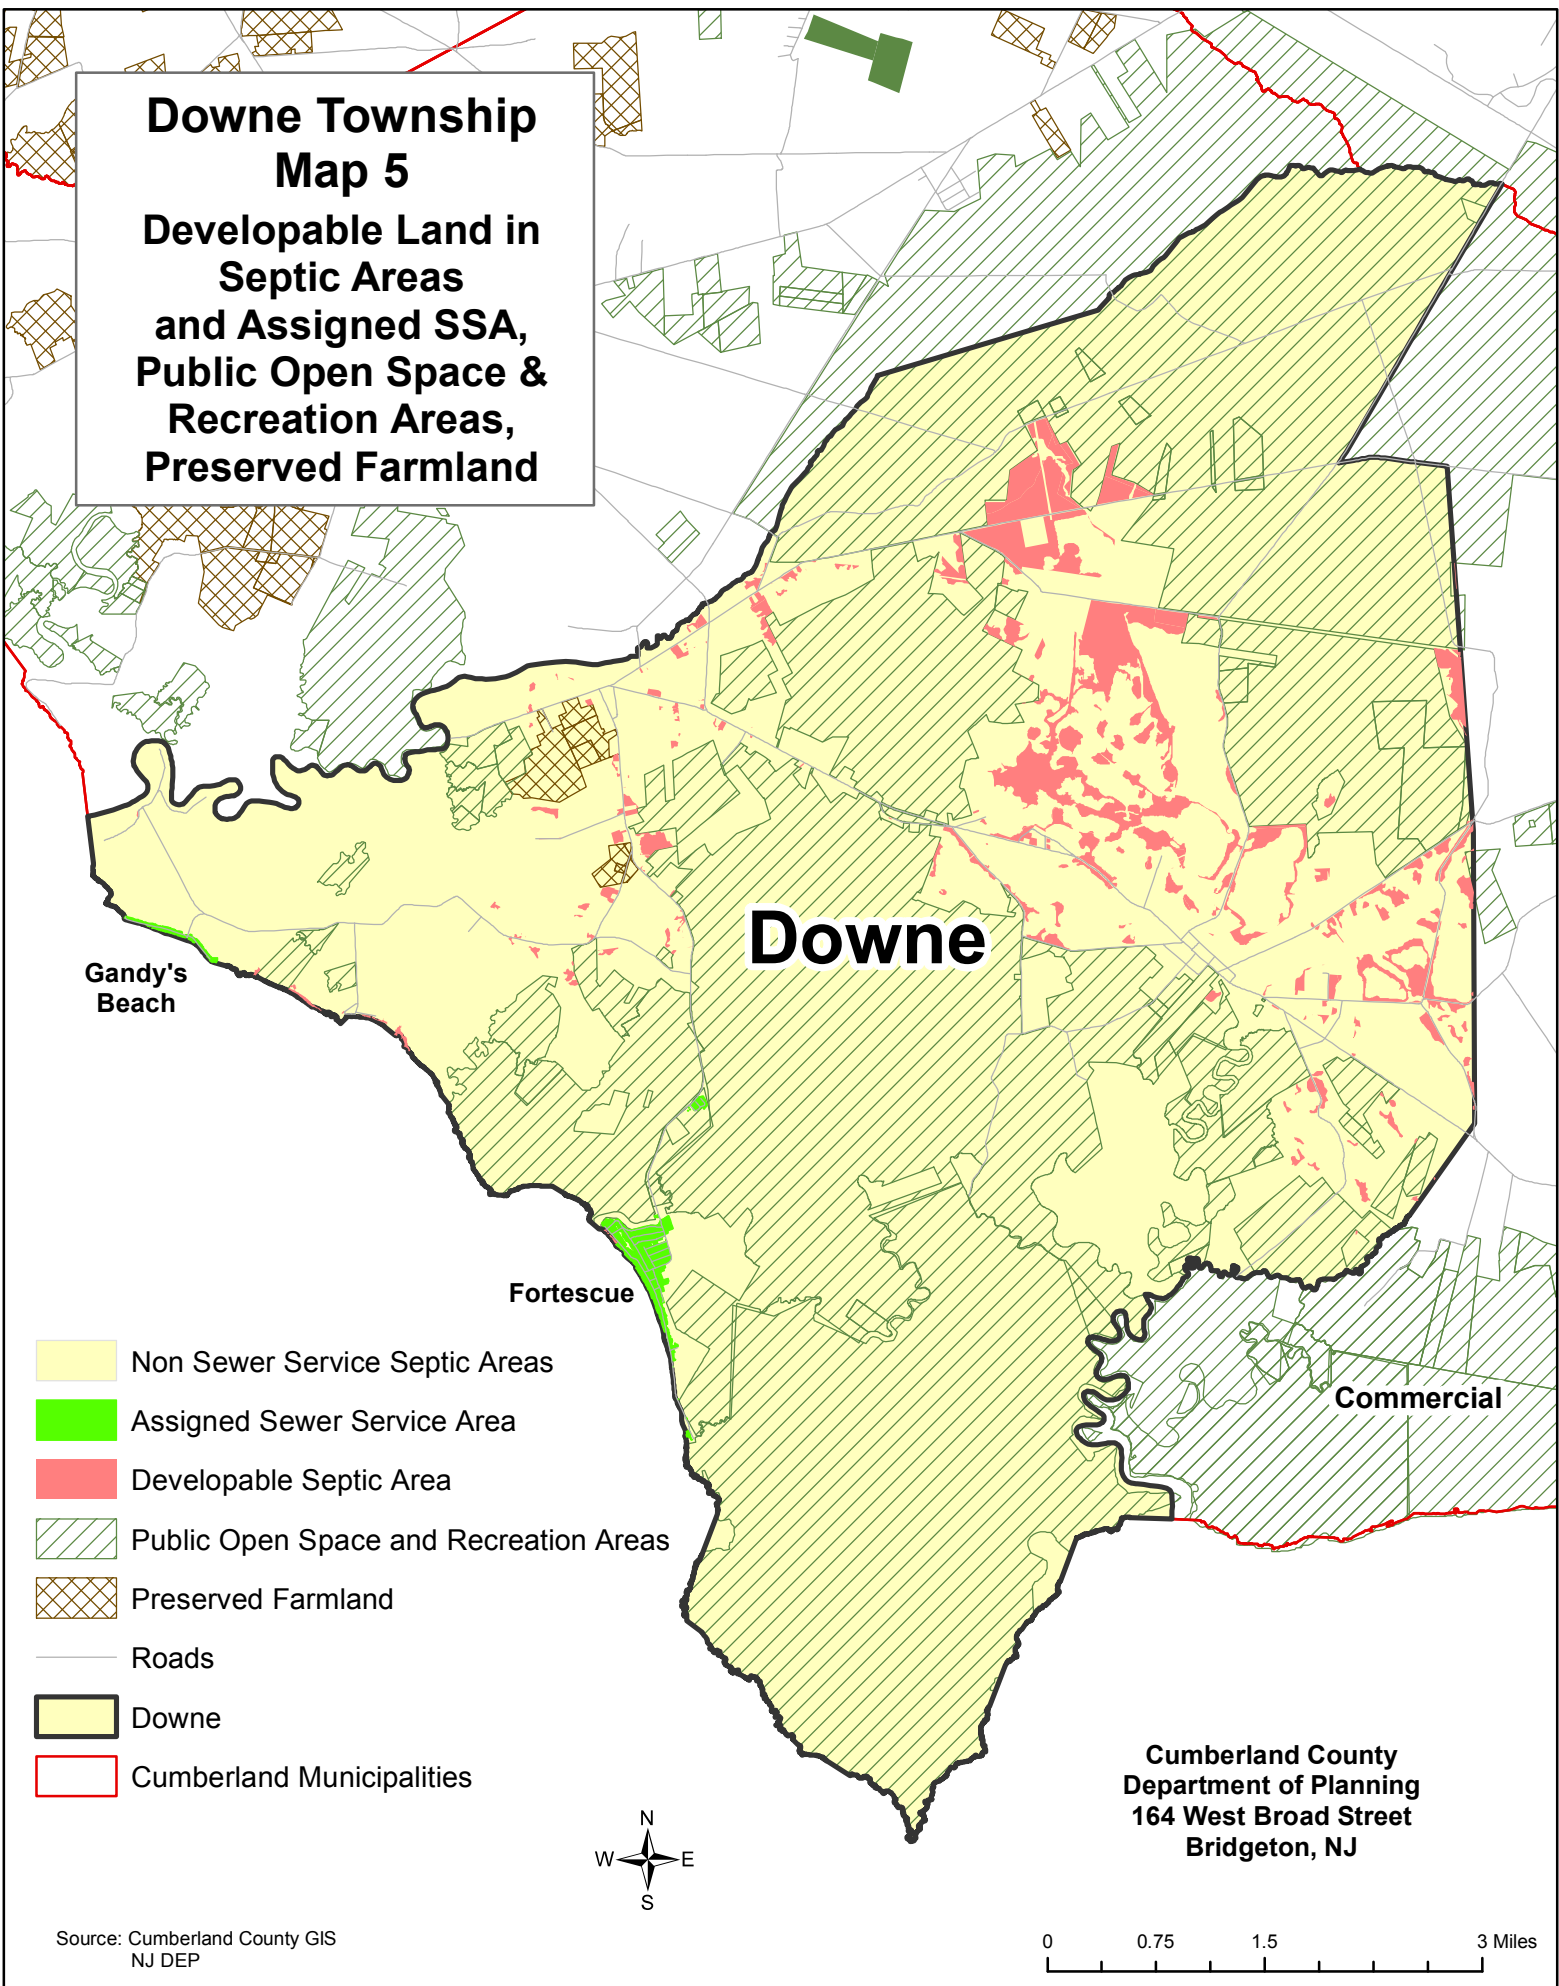 Downe Township
Map 5
Developable Land in
Septic Areas
and Assigned SSA,
Public Open Space &
Recreation Areas,
Preserved Farmland
Downe
Gandy's
Beach
Fortescue
Commercial
Non Sewer Service Septic Areas
Assigned Sewer Service Area
Developable Septic Area
Public Open Space and Recreation Areas
Preserved Farmland
Roads
Downe
Cumberland Municipalities
N
W E
S
Cumberland County
Department of Planning
164 West Broad Street
Bridgeton, NJ
Source: Cumberland County GIS
NJ DEP
0 0.75 1.5 3 Miles